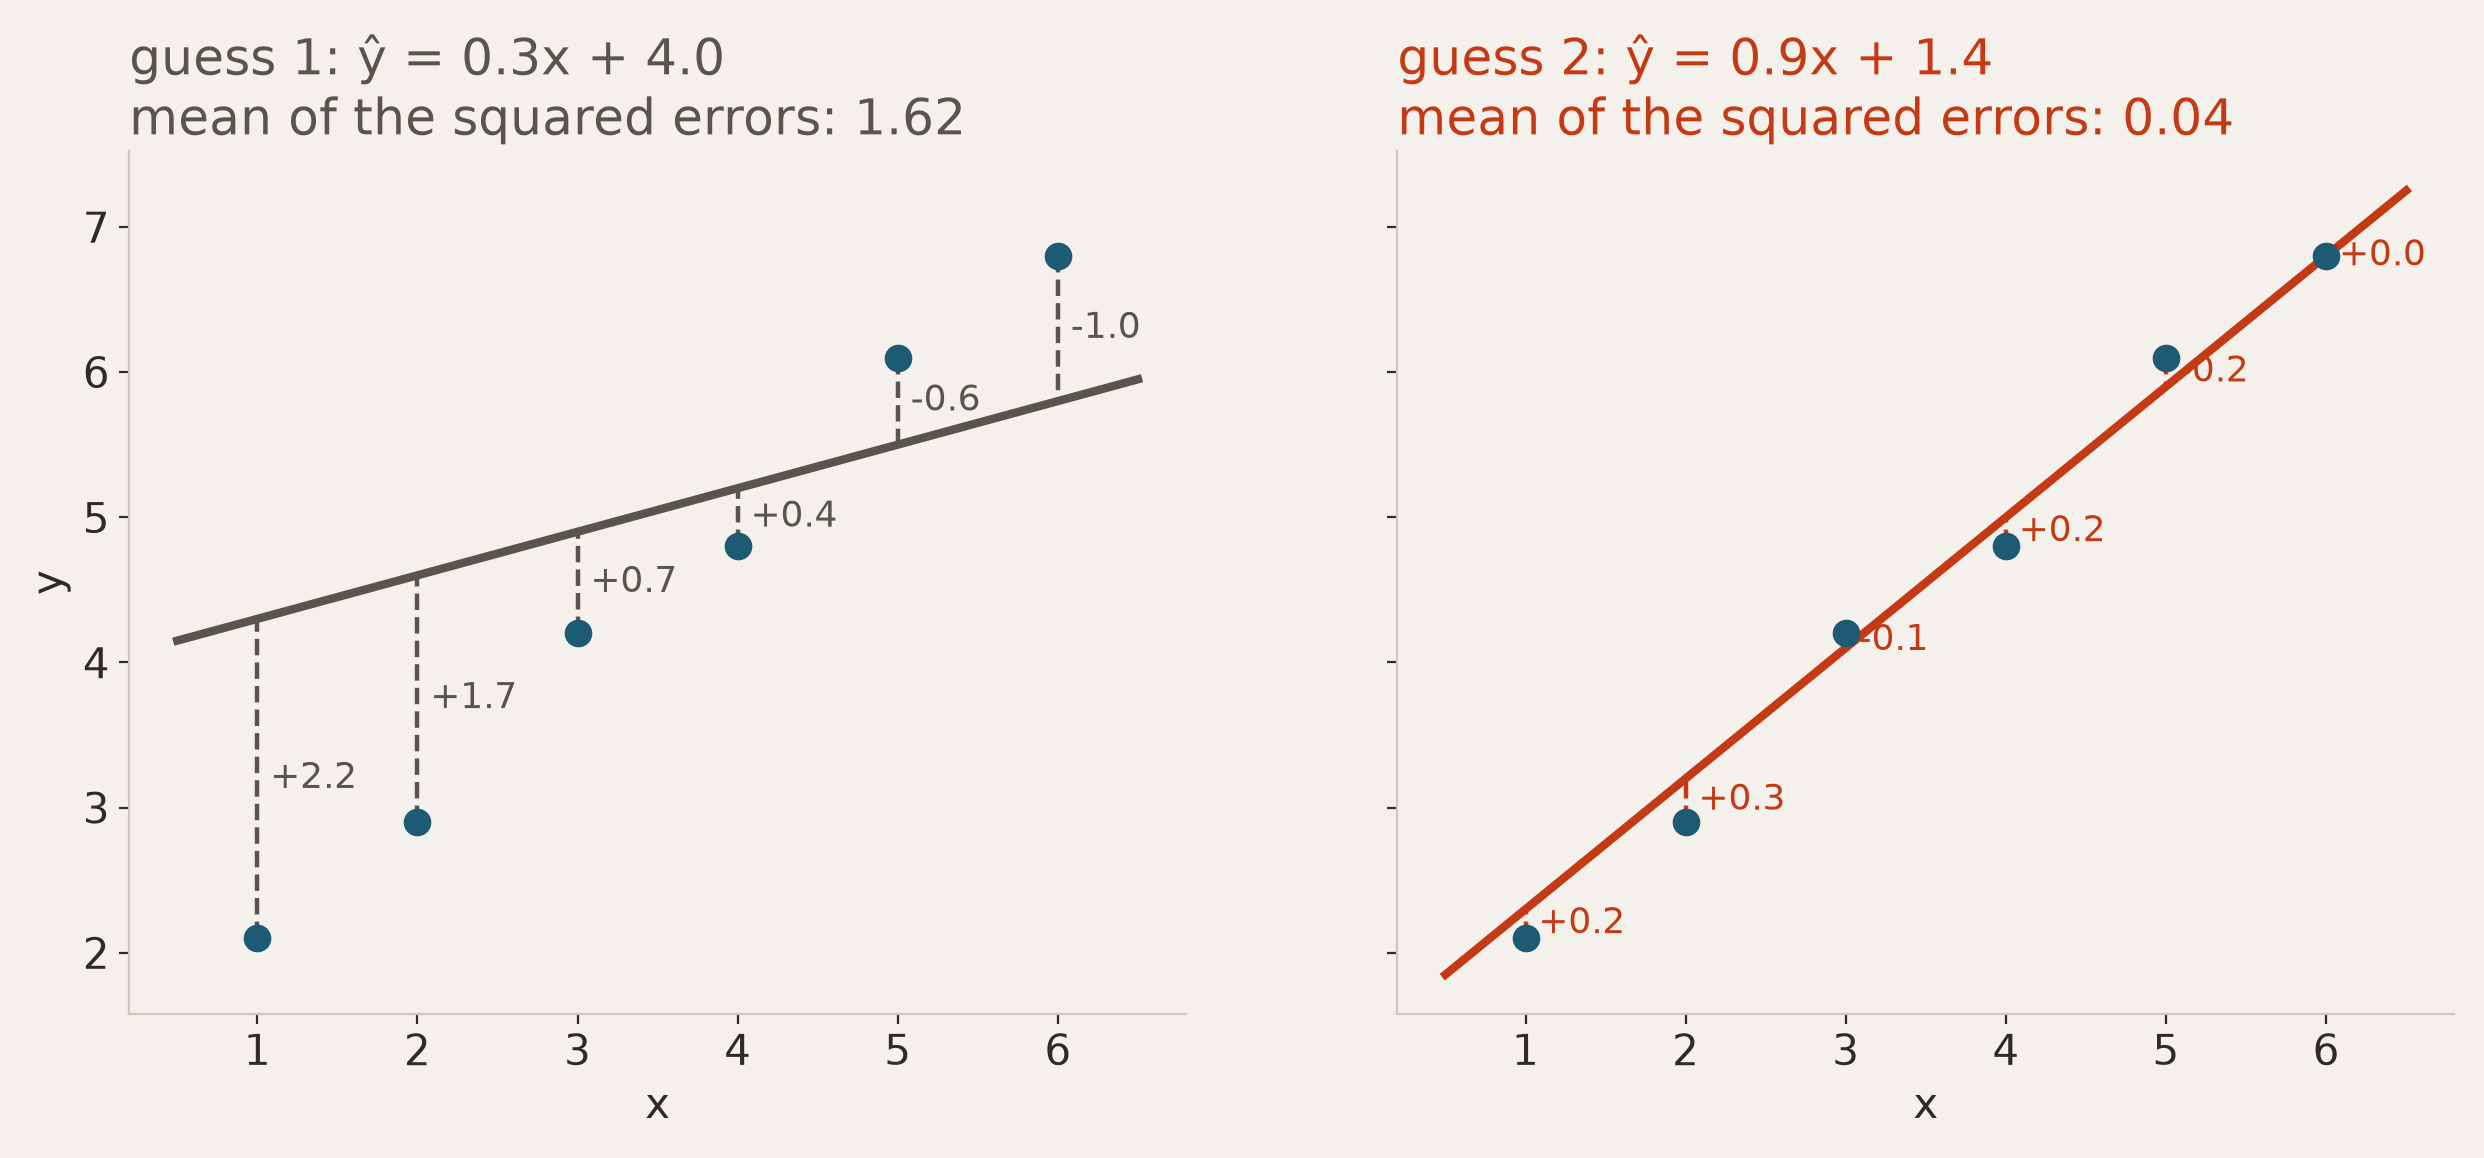 guess 1: ŷ = 0.3x + 4.0
mean of the squared errors: 1.62
7
6
5
4
3
2
y
+2.2
+1.7
+0.7
+0.4
-0.6
-1.0
1 2 3 4 5 6
x
guess 2: ŷ = 0.9x + 1.4
mean of the squared errors: 0.04
+0.2
+0.3
-0.1
+0.2
-0.2
+0.0
1 2 3 4 5 6
x